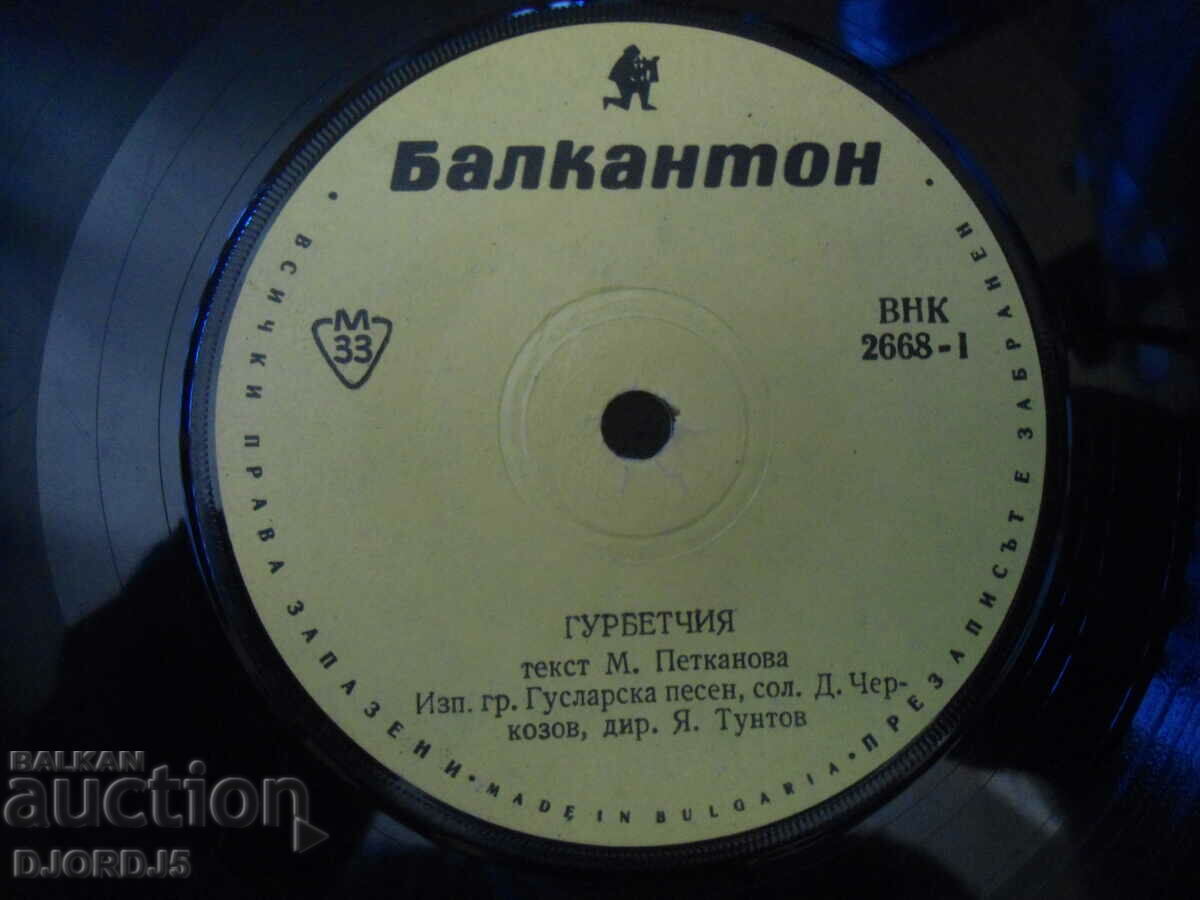 Балкантон
· ВСИЧКИ ПРАВА ЗАПАЗЕНИ · MADE IN BULGARIA · ПРЕЗАПИСЪТ Е ЗАБРАНЕН ·
М
33
ВНК
2668-1
ГУРБЕТЧИЯ
текст М. Петканова
Изп. гр. Гусларска песен, сол. Д. Чер-
козов, дир. Я. Тунтов
BALKAN
auction
DJORDJ5